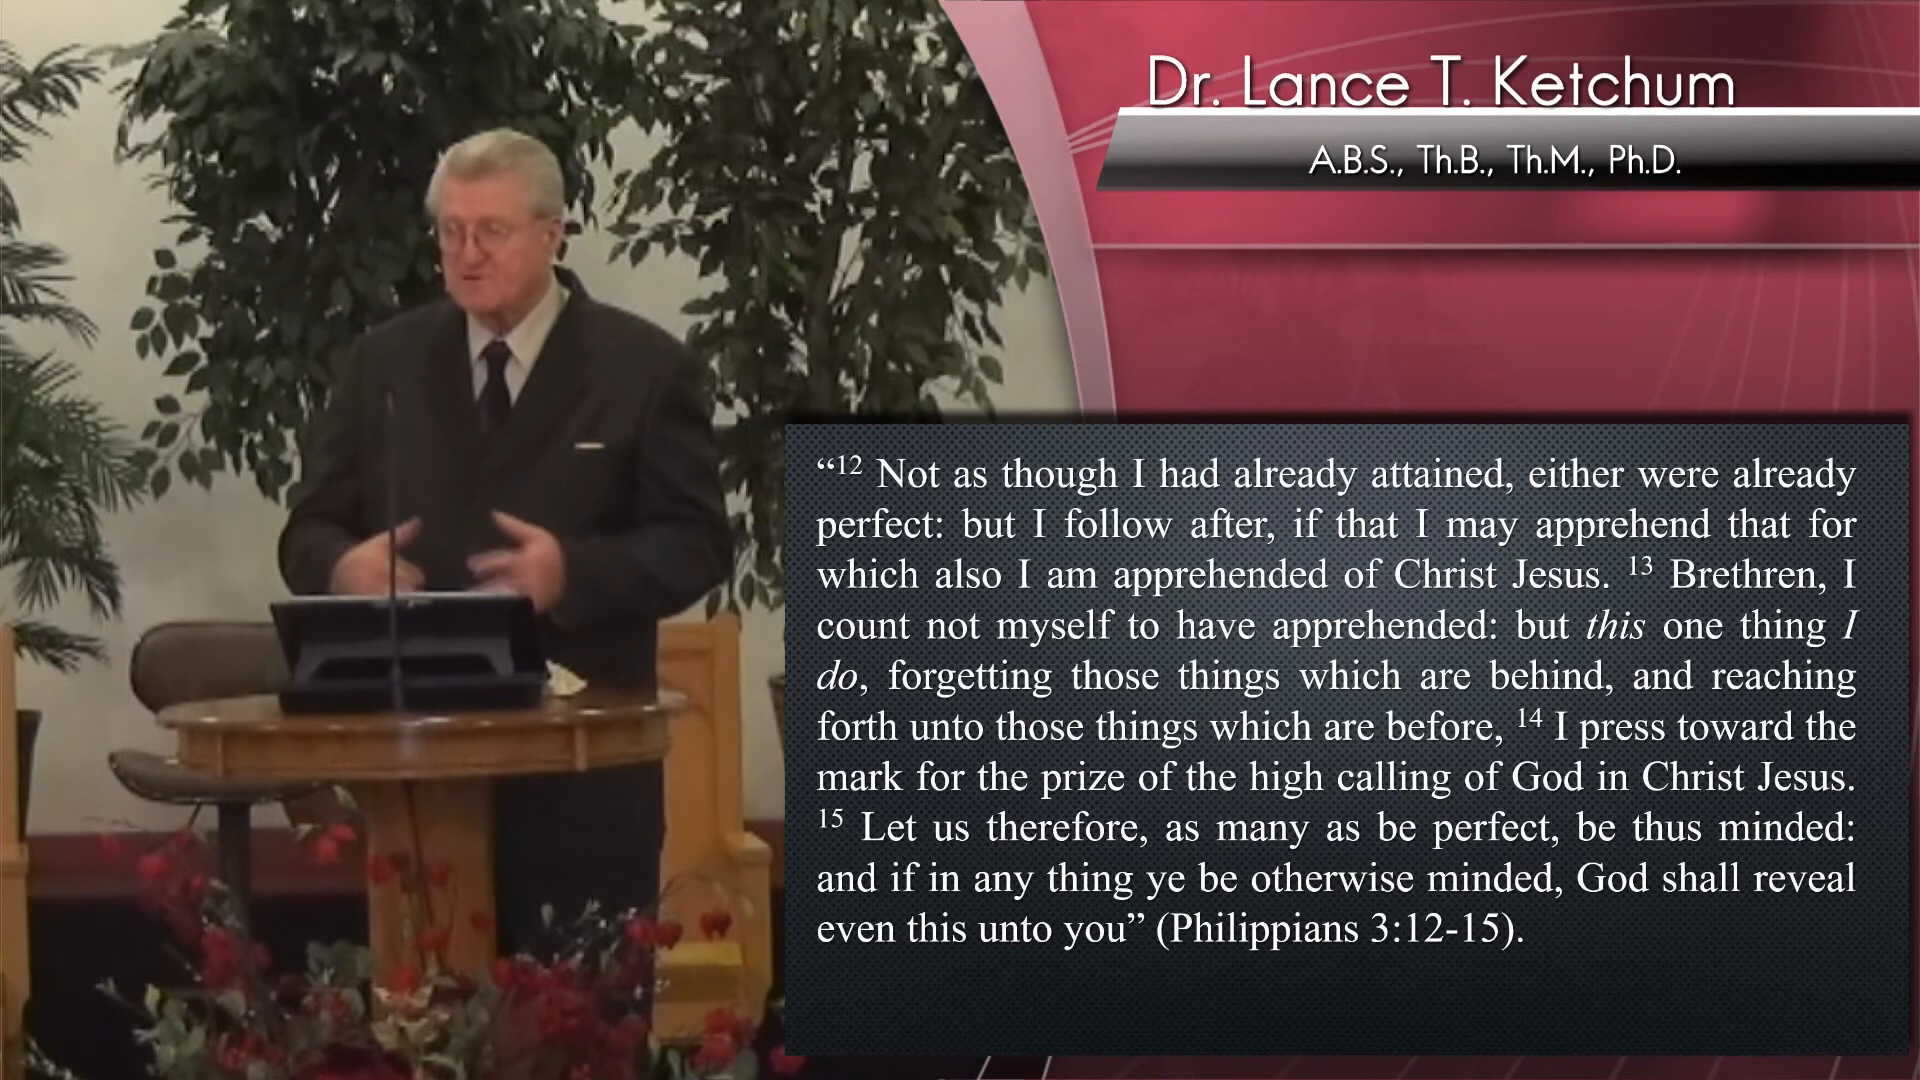 Dr. Lance T. Ketchum
A.B.S., Th.B., Th.M., Ph.D.
“12 Not as though I had already attained, either were already
perfect: but I follow after, if that I may apprehend that for
which also I am apprehended of Christ Jesus. 13 Brethren, I
count not myself to have apprehended: but this one thing I
do, forgetting those things which are behind, and reaching
forth unto those things which are before, 14 I press toward the
mark for the prize of the high calling of God in Christ Jesus.
15 Let us therefore, as many as be perfect, be thus minded:
and if in any thing ye be otherwise minded, God shall reveal
even this unto you” (Philippians 3:12-15).